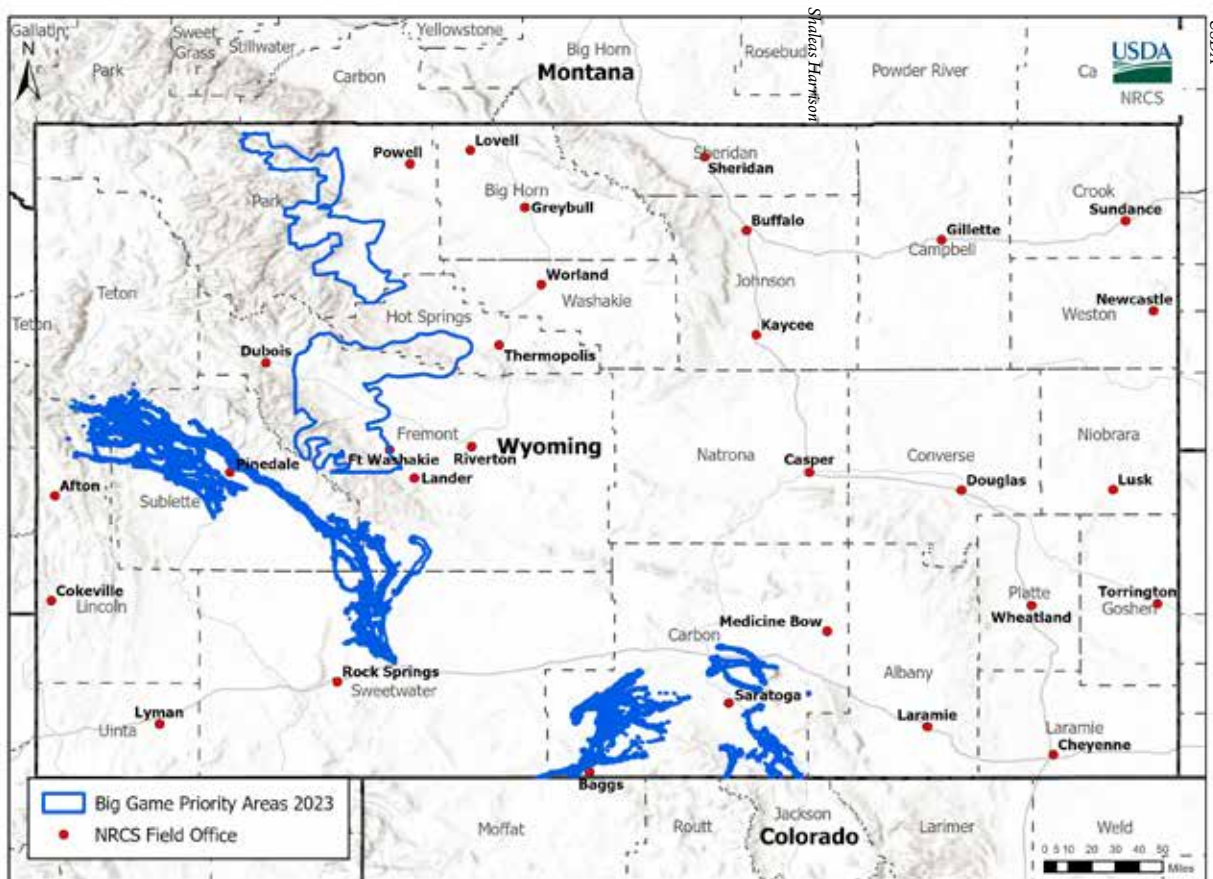 Gallatin
Sweet
Grass
Stillwater
Yellowstone
Big Horn
Rosebud
Powder River
N
Park
Carbon
Montana
Shaleas Harrison
Ca
USDA
NRCS
Powell
Lovell
Sheridan
Sheridan
Park
Big Horn
Greybull
Crook
Sundance
Buffalo
Gillette
Campbell
Teton
Worland
Washakie
Johnson
Newcastle
Weston
Teton
Hot Springs
Kaycee
Dubois
Thermopolis
Fremont
Wyoming
Niobrara
Ft Washakie
Riverton
Natrona
Casper
Converse
Pinedale
Lander
Afton
Sublette
Douglas
Lusk
Cokeville
Lincoln
Platte
Wheatland
Torrington
Goshen
Medicine Bow
Carbon
Rock Springs
Sweetwater
Albany
Saratoga
Lyman
Uinta
Laramie
Laramie
Cheyenne
Baggs
Big Game Priority Areas 2023
NRCS Field Office
Moffat
Routt
Jackson
Colorado
Larimer
Weld
0 5 10 20 30 40 50
Miles